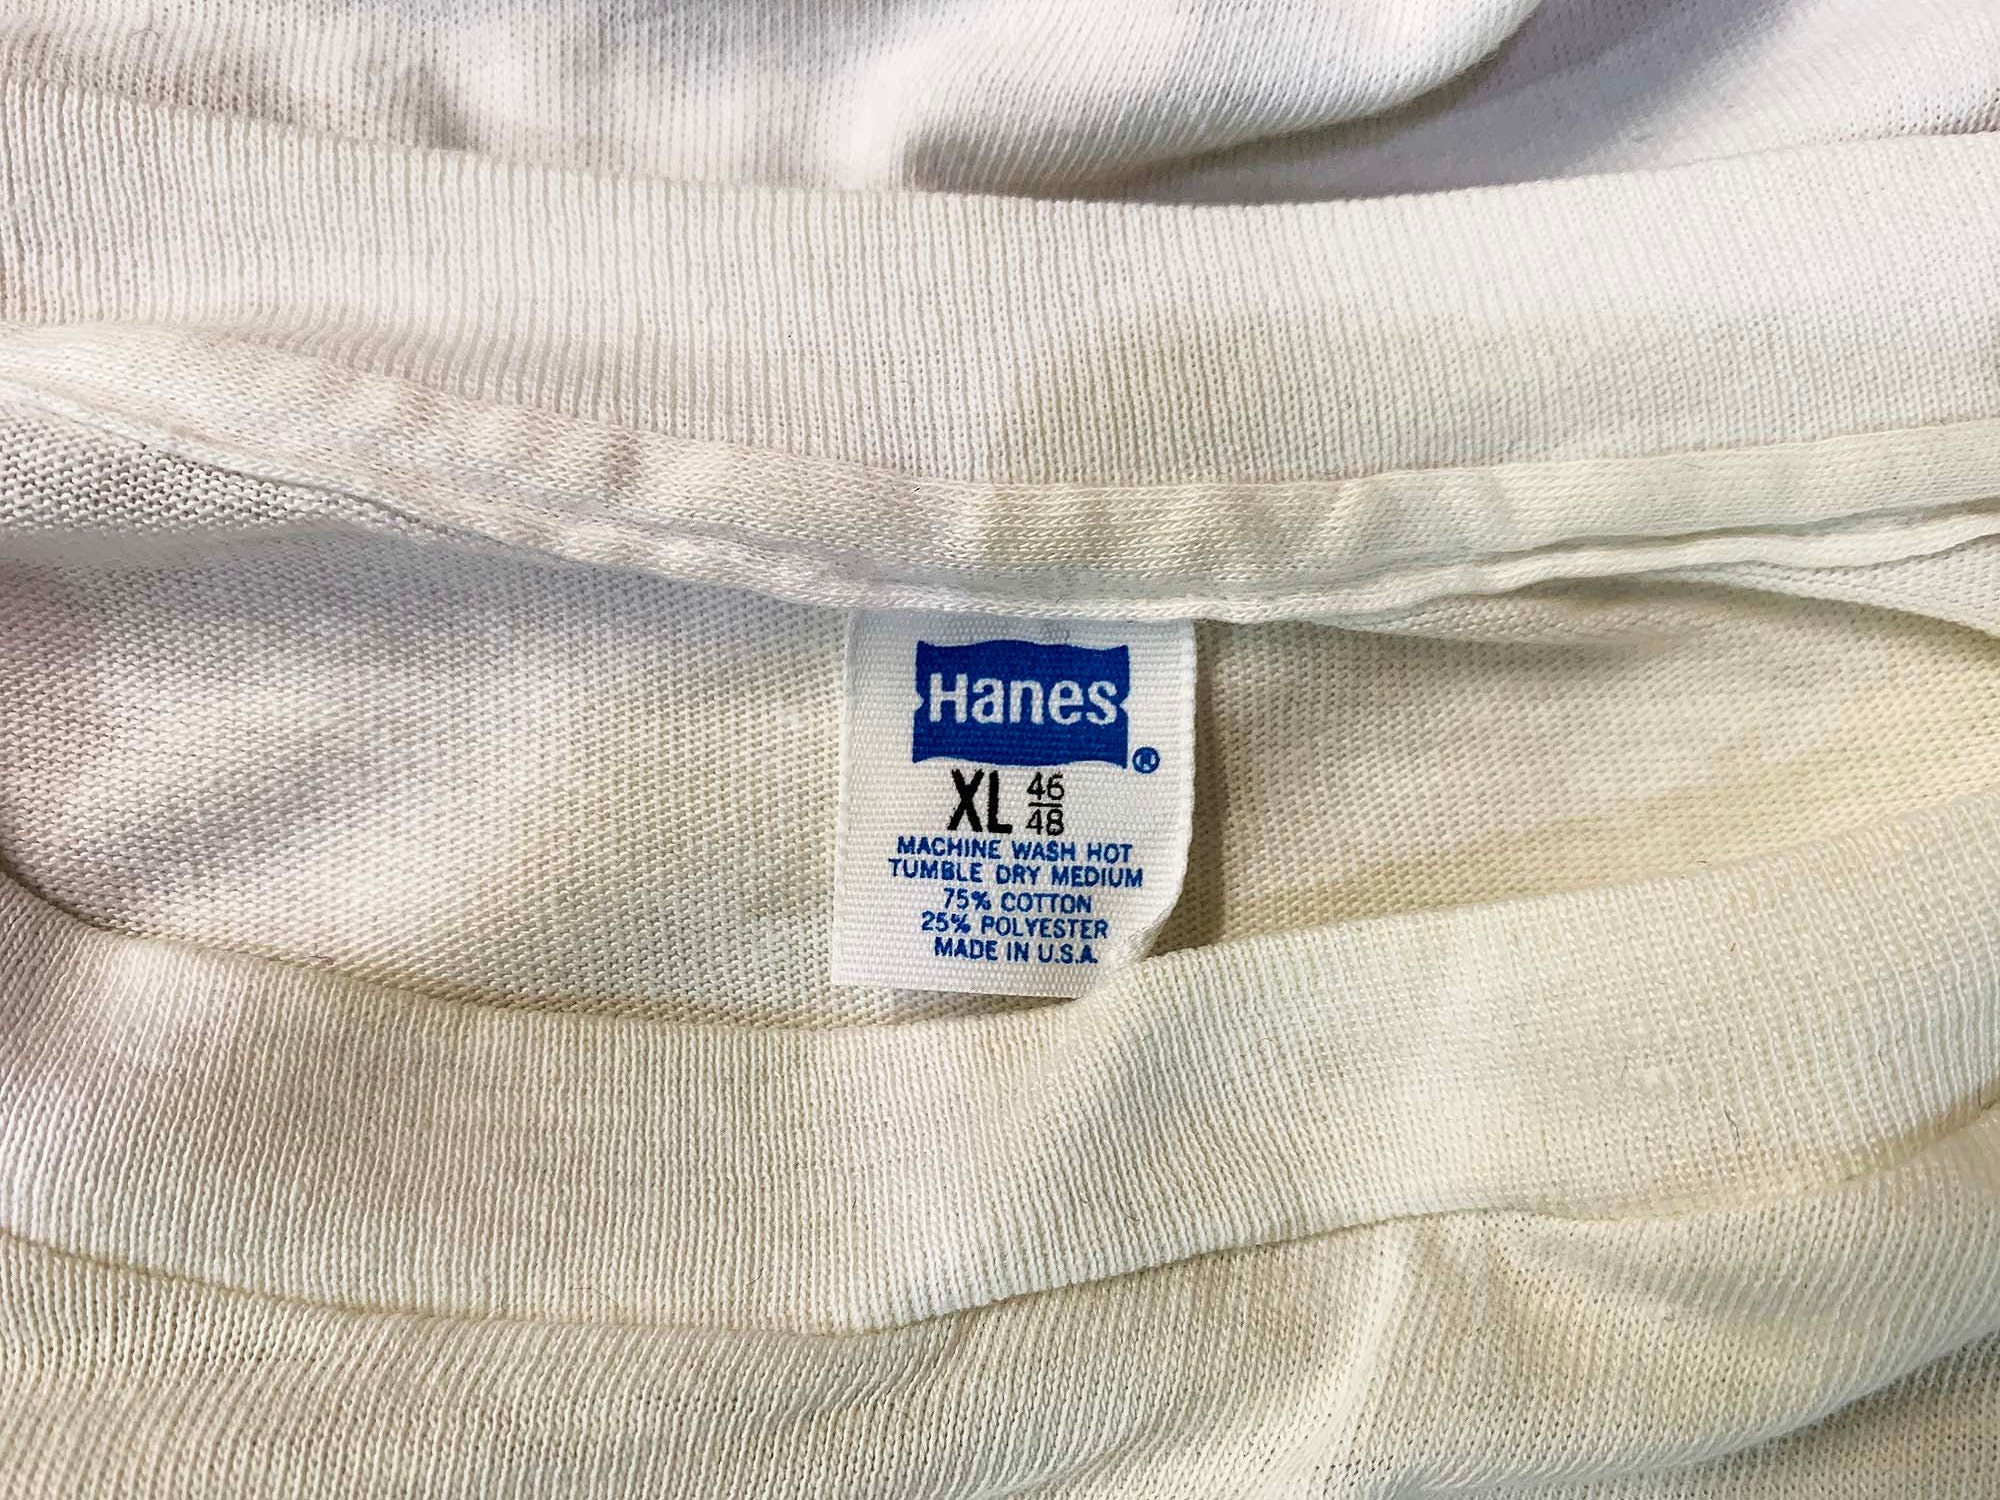 Hanes
®
XL 46/48
MACHINE WASH HOT
TUMBLE DRY MEDIUM
75% COTTON
25% POLYESTER
MADE IN U.S.A.